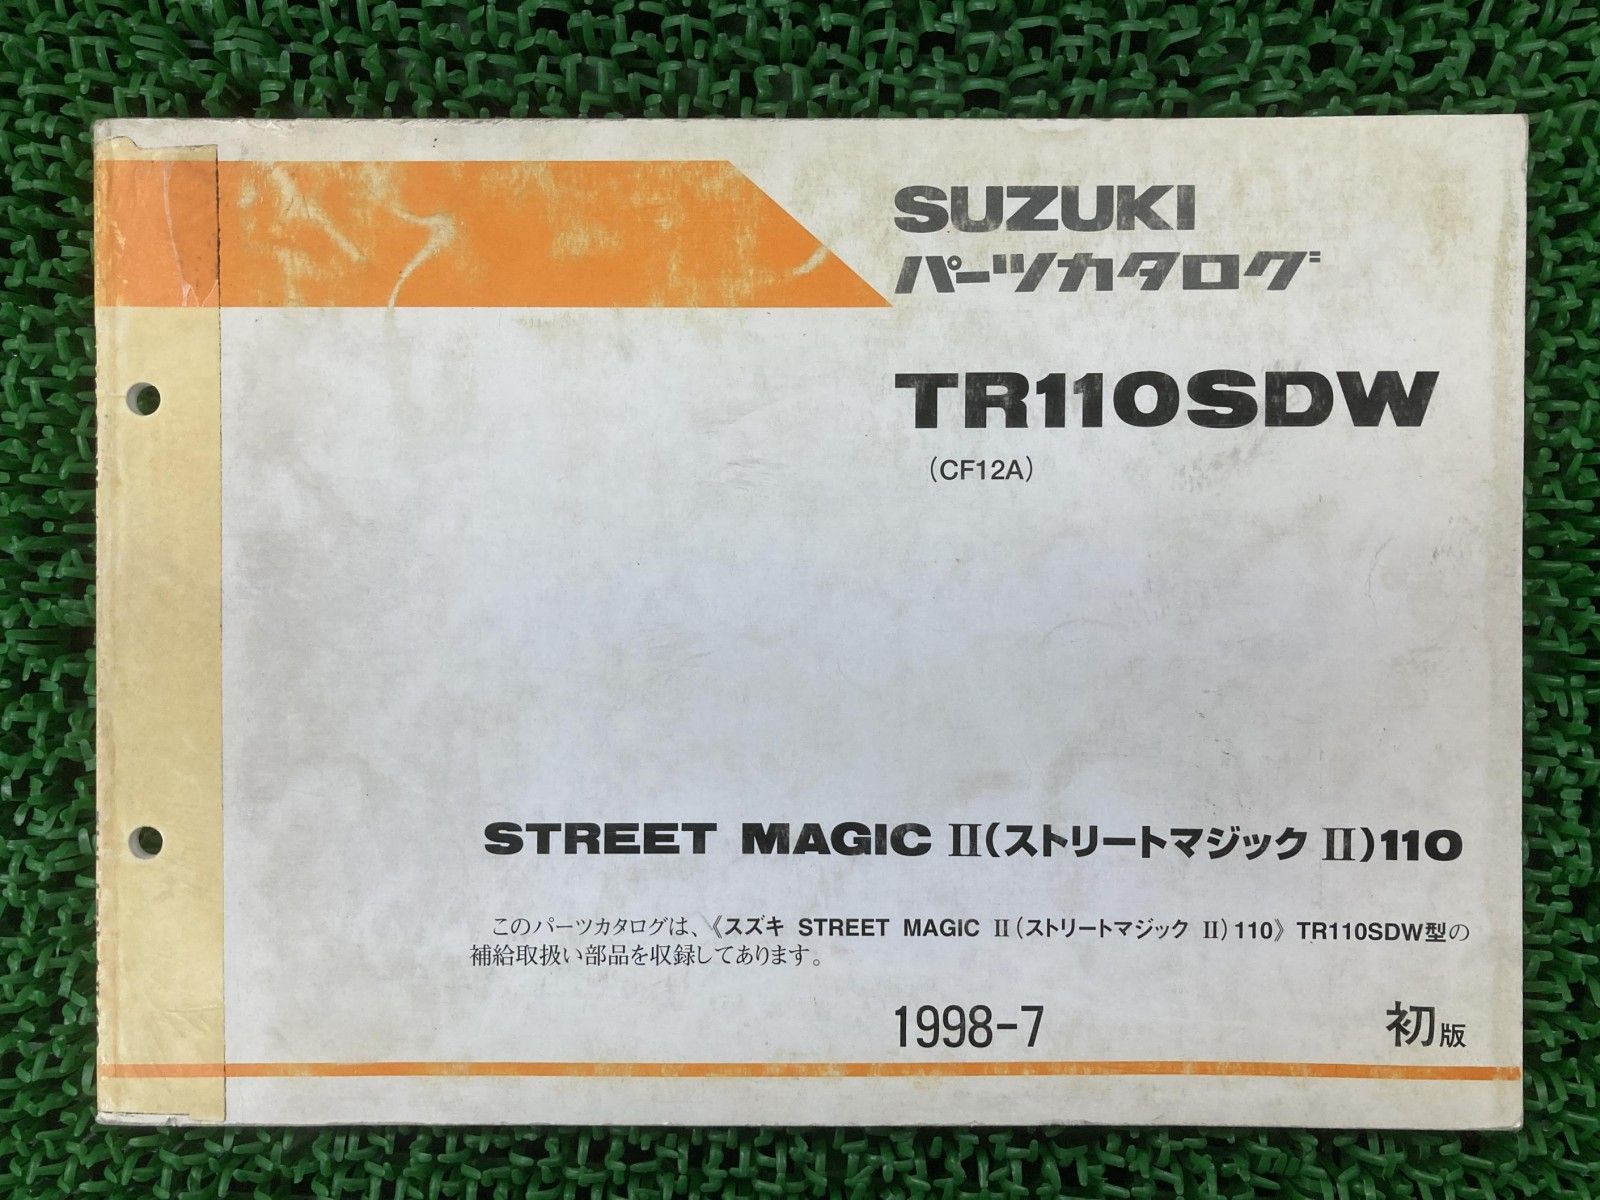 SUZUKI
パーツカタログ
TR110SDW
(CF12A)
STREET MAGIC Ⅱ(ストリートマジック Ⅱ)110
このパーツカタログは、《スズキ STREET MAGIC Ⅱ(ストリートマジック Ⅱ)110》TR110SDW型の
補給取扱い部品を収録してあります。
1998-7 初版